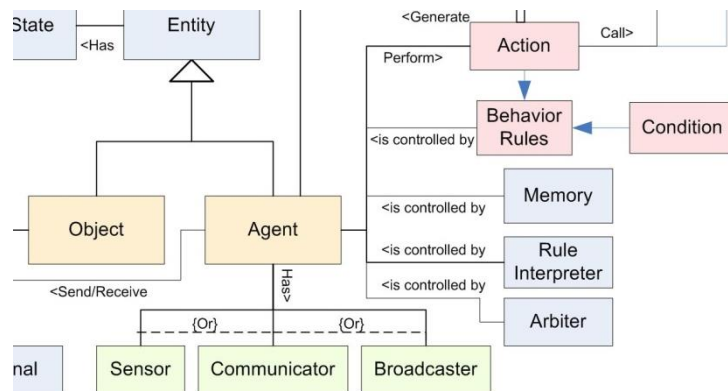 <Generate
State
Entity
Action
Call>
<Has
Perform>
Behavior
Rules
Condition
<is controlled by
Memory
<is controlled by
Object
Agent
Rule
Interpreter
<is controlled by
<Send/Receive
Has>
<is controlled by
Arbiter
{Or}
{Or}
nal
Sensor
Communicator
Broadcaster